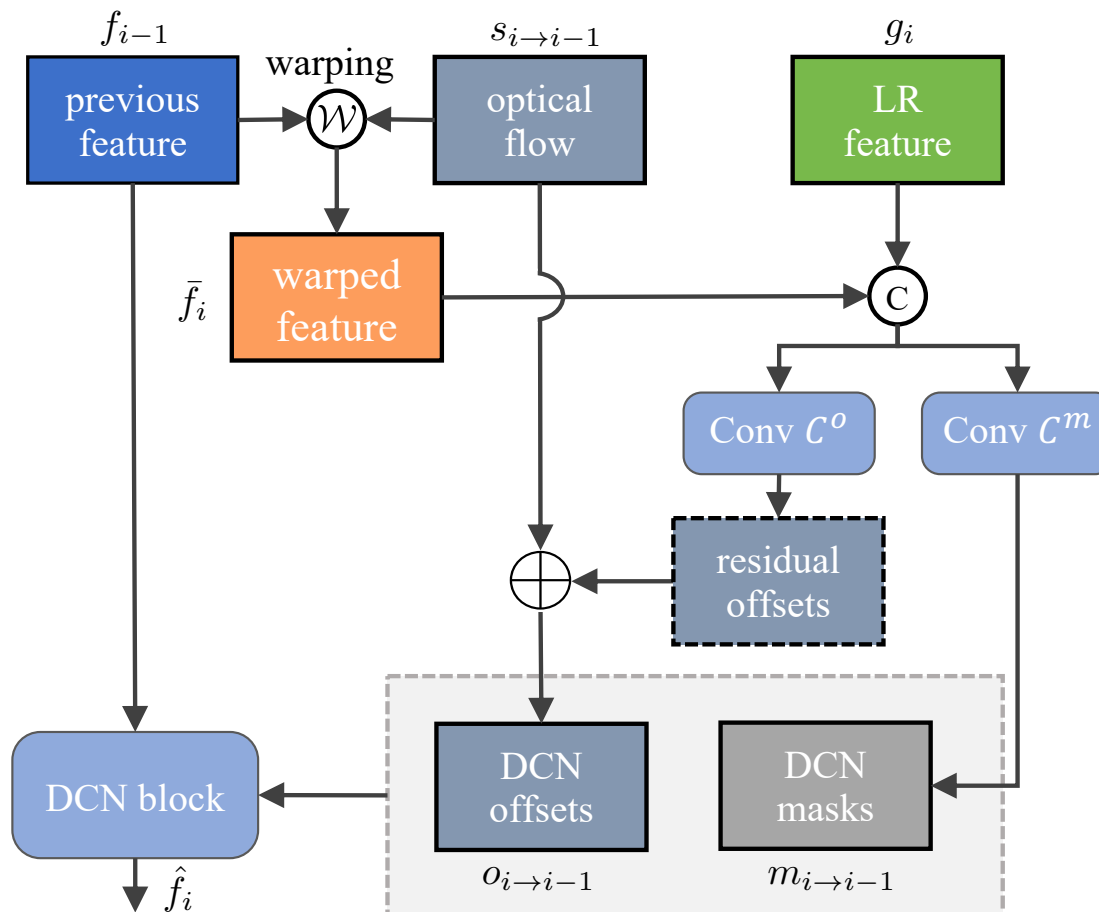 f_{i-1}
s_{i→i-1}
g_i
warping
previous
feature
𝒲
optical
flow
LR
feature
f̄_i
warped
feature
C
Conv C^o
Conv C^m
residual
offsets
DCN block
DCN
offsets
DCN
masks
f̂_i
o_{i→i-1}
m_{i→i-1}